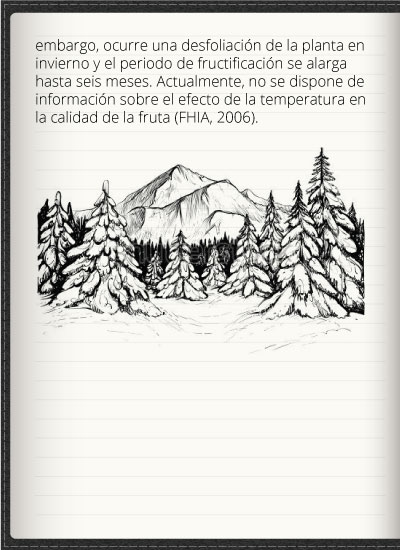 embargo, ocurre una desfoliación de la planta en
invierno y el periodo de fructificación se alarga
hasta seis meses. Actualmente, no se dispone de
información sobre el efecto de la temperatura en
la calidad de la fruta (FHIA, 2006).